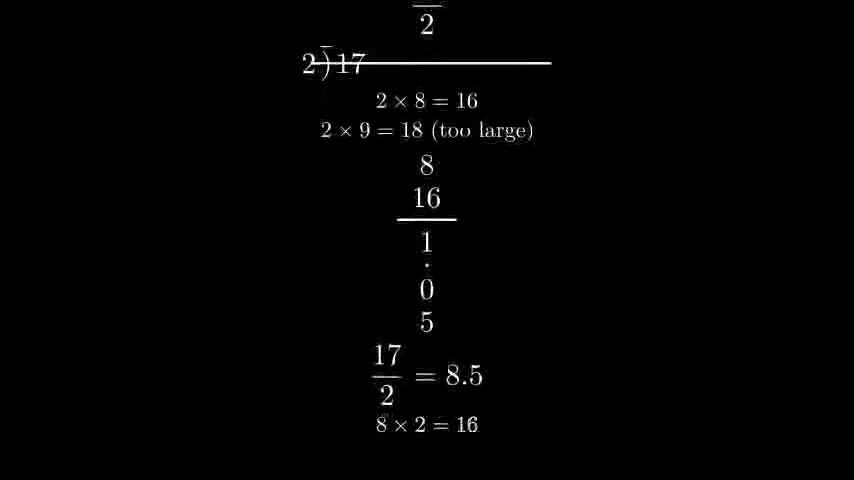 2
2)17
2 × 8 = 16
2 × 9 = 18 (too large)
8
16
1
.
0
5
17/2 = 8.5
8 × 2 = 16